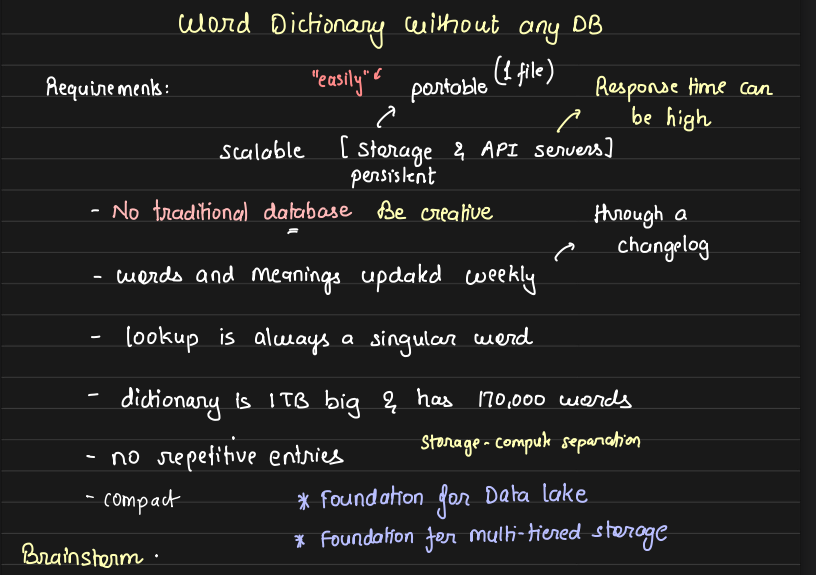 Word Dictionary without any DB
Requirements: "easily" portable (1 file) Response time can
be high
scalable [storage & API servers]
persistent
- No traditional database Be creative through a
changelog
- words and meanings updated weekly
- lookup is always a singular word
- dictionary is 1TB big & has 170,000 words
- no repetitive entries Storage-compute separation
- compact * Foundation for Data lake
* Foundation for multi-tiered storage
Brainstorm.